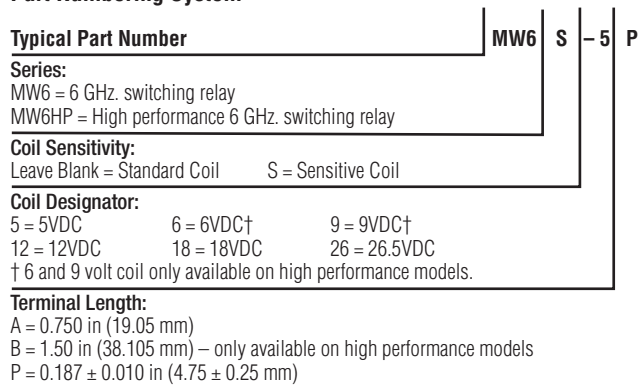 Part Numbering System
Typical Part Number MW6 S – 5 P
Series:
MW6 = 6 GHz. switching relay
MW6HP = High performance 6 GHz. switching relay
Coil Sensitivity:
Leave Blank = Standard Coil S = Sensitive Coil
Coil Designator:
5 = 5VDC 6 = 6VDC† 9 = 9VDC†
12 = 12VDC 18 = 18VDC 26 = 26.5VDC
† 6 and 9 volt coil only available on high performance models.
Terminal Length:
A = 0.750 in (19.05 mm)
B = 1.50 in (38.105 mm) – only available on high performance models
P = 0.187 ± 0.010 in (4.75 ± 0.25 mm)